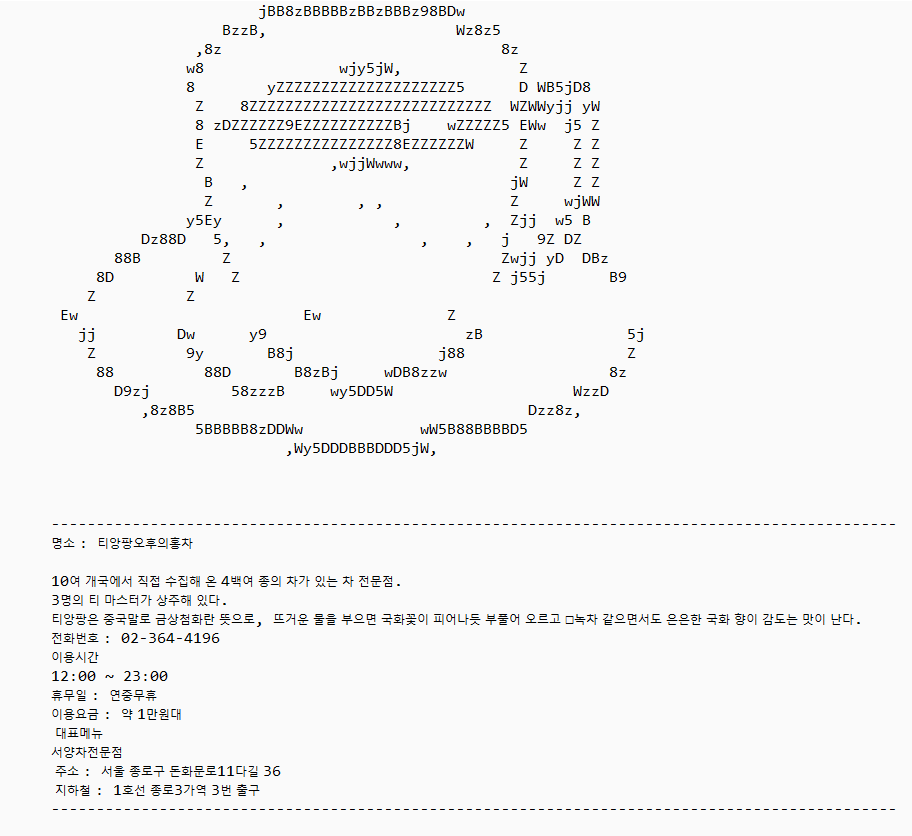 jBB8zBBBBBzBBzBBBz98BDw
BzzB,                     Wz8z5
,8z                               8z
w8               wjy5jW,             Z
8        yZZZZZZZZZZZZZZZZZZZZ5      D WB5jD8
Z    8ZZZZZZZZZZZZZZZZZZZZZZZZZZ  WZWWyjj yW
8 zDZZZZZZ9EZZZZZZZZZZBj    wZZZZZ5 EWw  j5 Z
E     5ZZZZZZZZZZZZZZZ8EZZZZZZW     Z     Z Z
Z              ,wjjWwww,            Z     Z Z
B   ,                             jW     Z Z
Z       ,        , ,              Z     wjWW
y5Ey      ,            ,         ,  Zjj  w5 B
Dz88D   5,   ,                 ,    ,   j   9Z DZ
88B         Z                              Zwjj yD  DBz
8D         W   Z                            Z j55j       B9
Z          Z
Ew                         Ew              Z
jj         Dw      y9                      zB                5j
Z          9y       B8j                j88                  Z
88          88D       B8zBj     wDB8zzw                  8z
D9zj         58zzzB     wy5DD5W                    WzzD
,8z8B5                                     Dzz8z,
5BBBBB8zDDWw             wW5B88BBBBD5
,Wy5DDDBBBDDD5jW,
----------------------------------------------------------------------------------------------
명소 : 티앙팡오후의홍차
10여 개국에서 직접 수집해 온 4백여 종의 차가 있는 차 전문점.
3명의 티 마스터가 상주해 있다.
티앙팡은 중국말로 금상첨화란 뜻으로, 뜨거운 물을 부으면 국화꽃이 피어나듯 부풀어 오르고 □녹차 같으면서도 은은한 국화 향이 감도는 맛이 난다.
전화번호 : 02-364-4196
이용시간
12:00 ~ 23:00
휴무일 : 연중무휴
이용요금 : 약 1만원대
대표메뉴
서양차전문점
주소 : 서울 종로구 돈화문로11다길 36
지하철 : 1호선 종로3가역 3번 출구
----------------------------------------------------------------------------------------------